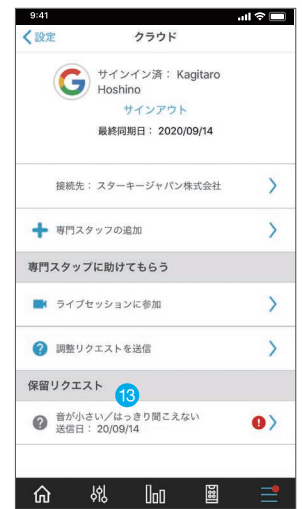 9:41
設定
クラウド
サインイン済： Kagitaro
Hoshino
サインアウト
最終同期日： 2020/09/14
接続先： スターキージャパン株式会社
専門スタッフの追加
専門スタッフに助けてもらう
ライブセッションに参加
調整リクエストを送信
保留リクエスト
13
音が小さい／はっきり聞こえない
送信日： 20/09/14